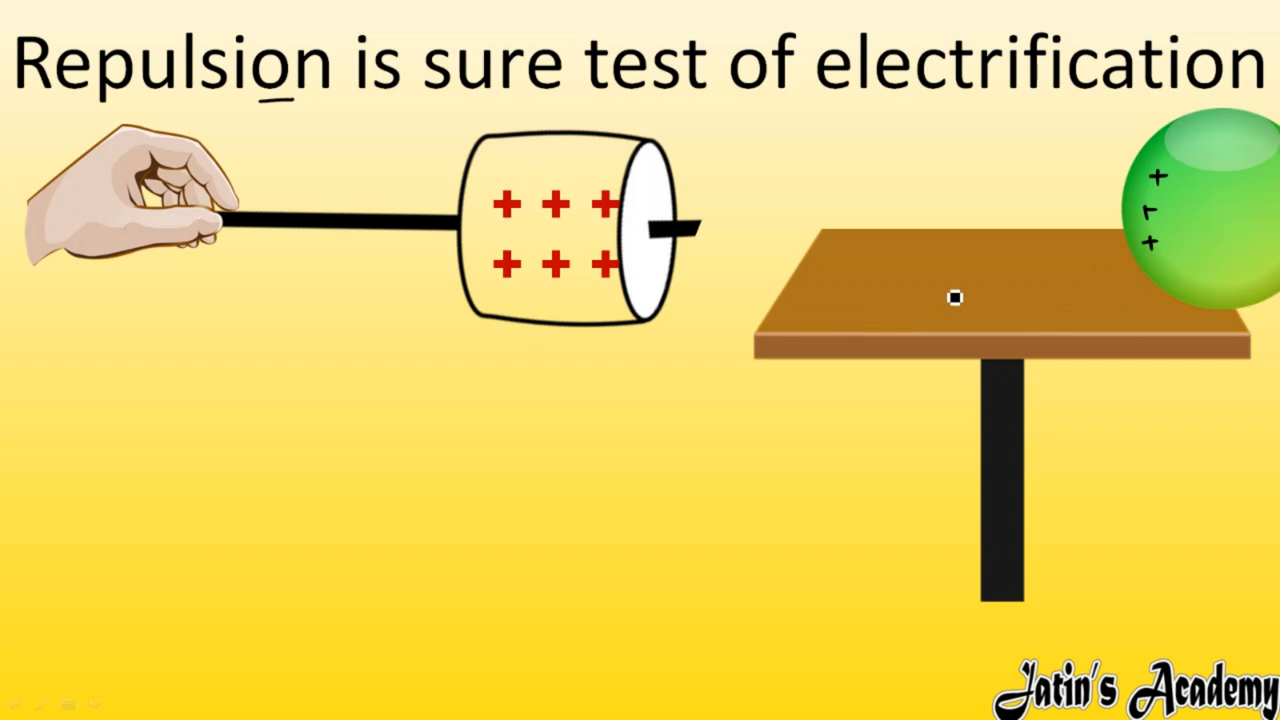 Repulsion is sure test of electrification
+ + +
+ + +
+
+
Jatin's Academy